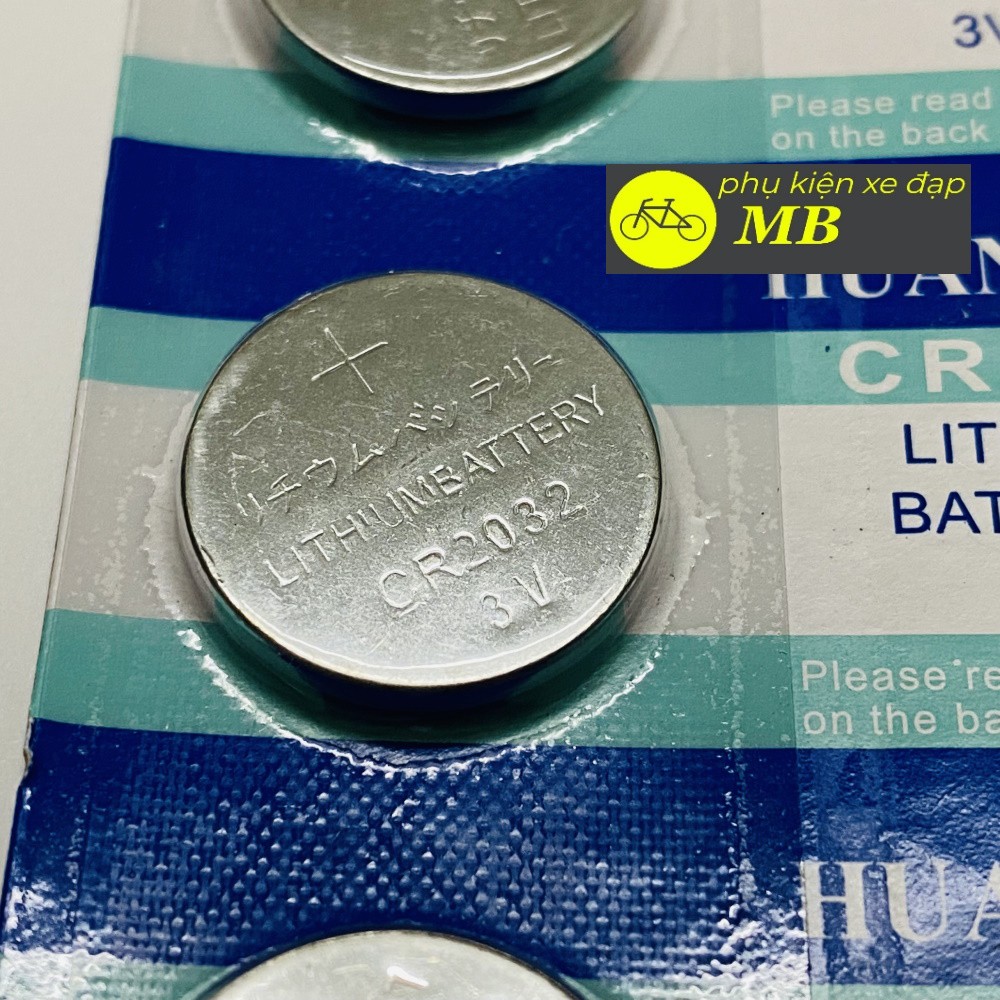 3V
Please read
on the back
phụ kiện xe đạp
MB
HUAN
CR
LIT
BAT
+
リチウムバッテリー
LITHIUMBATTERY
CR2032
3V
Please re
on the ba
HUA